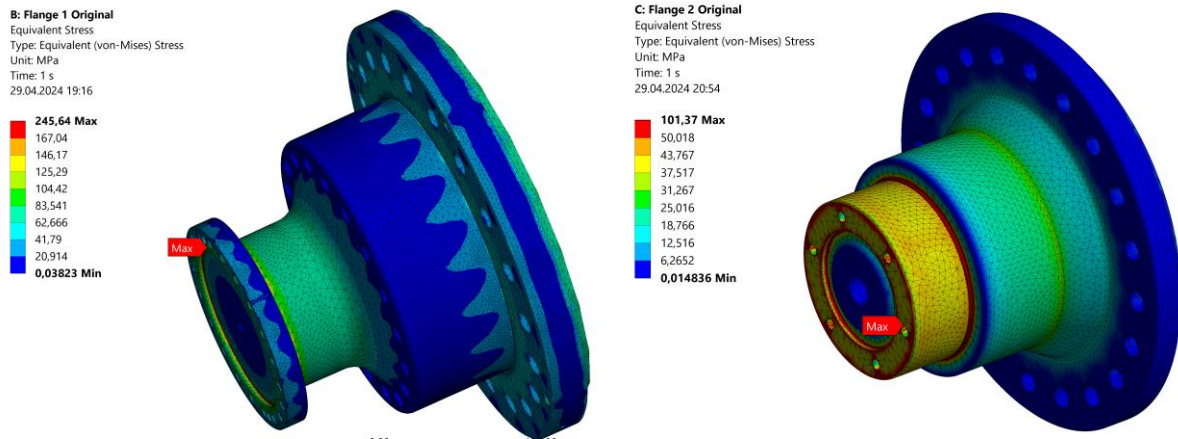 B: Flange 1 Original
Equivalent Stress
Type: Equivalent (von-Mises) Stress
Unit: MPa
Time: 1 s
29.04.2024 19:16
245,64 Max
167,04
146,17
125,29
104,42
83,541
62,666
41,79
20,914
0,03823 Min
Max
C: Flange 2 Original
Equivalent Stress
Type: Equivalent (von-Mises) Stress
Unit: MPa
Time: 1 s
29.04.2024 20:54
101,37 Max
50,018
43,767
37,517
31,267
25,016
18,766
12,516
6,2652
0,014836 Min
Max